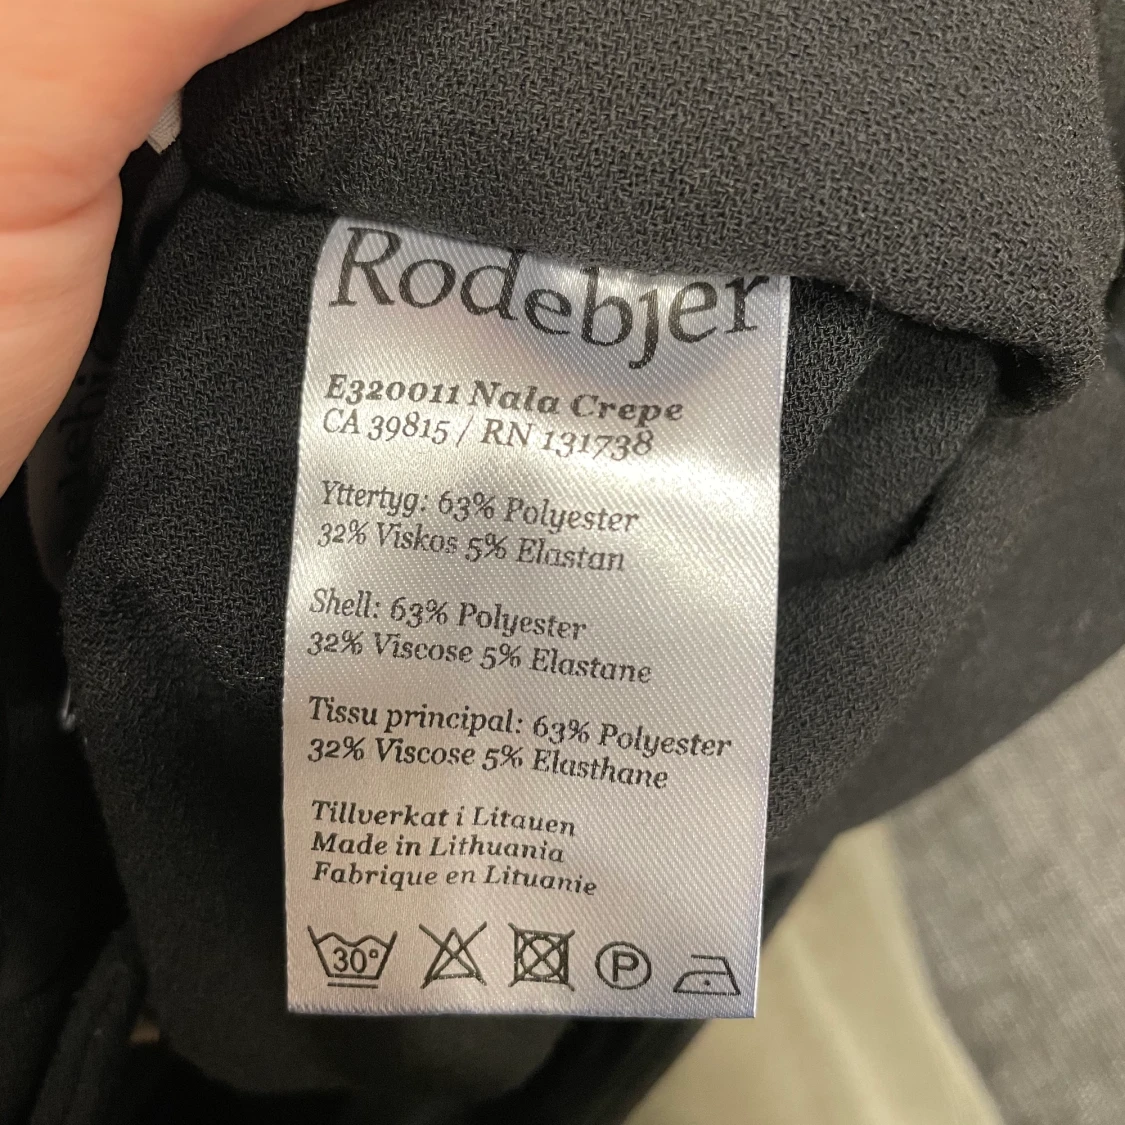 Rodebjer
E320011 Nala Crepe
CA 39815 / RN 131738
Yttertyg: 63% Polyester
32% Viskos 5% Elastan
Shell: 63% Polyester
32% Viscose 5% Elastane
Tissu principal: 63% Polyester
32% Viscose 5% Elasthane
Tillverkat i Litauen
Made in Lithuania
Fabrique en Lituanie
30° P